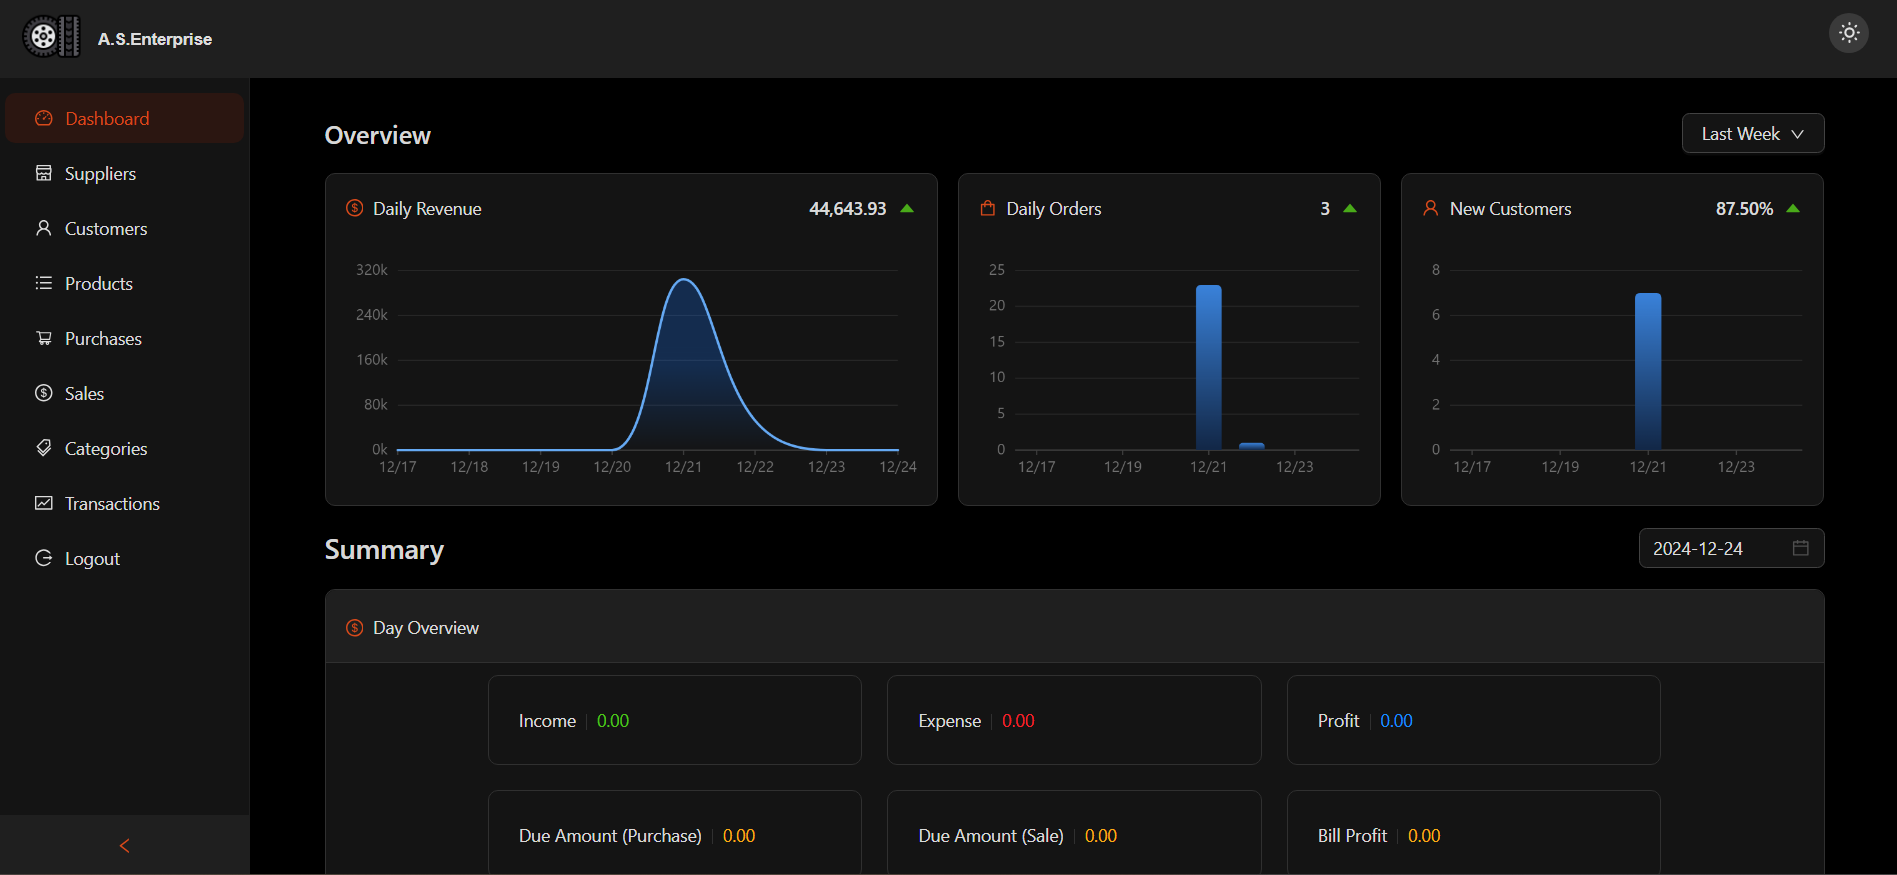 A.S.Enterprise
Dashboard
Suppliers
Customers
Products
Purchases
Sales
Categories
Transactions
Logout
Overview
Last Week
Daily Revenue 44,643.93
320k
240k
160k
80k
0k
12/17 12/18 12/19 12/20 12/21 12/22 12/23 12/24
Daily Orders 3
25
20
15
10
5
0
12/17 12/19 12/21 12/23
New Customers 87.50%
8
6
4
2
0
12/17 12/19 12/21 12/23
Summary
2024-12-24
Day Overview
Income 0.00
Expense 0.00
Profit 0.00
Due Amount (Purchase) 0.00
Due Amount (Sale) 0.00
Bill Profit 0.00